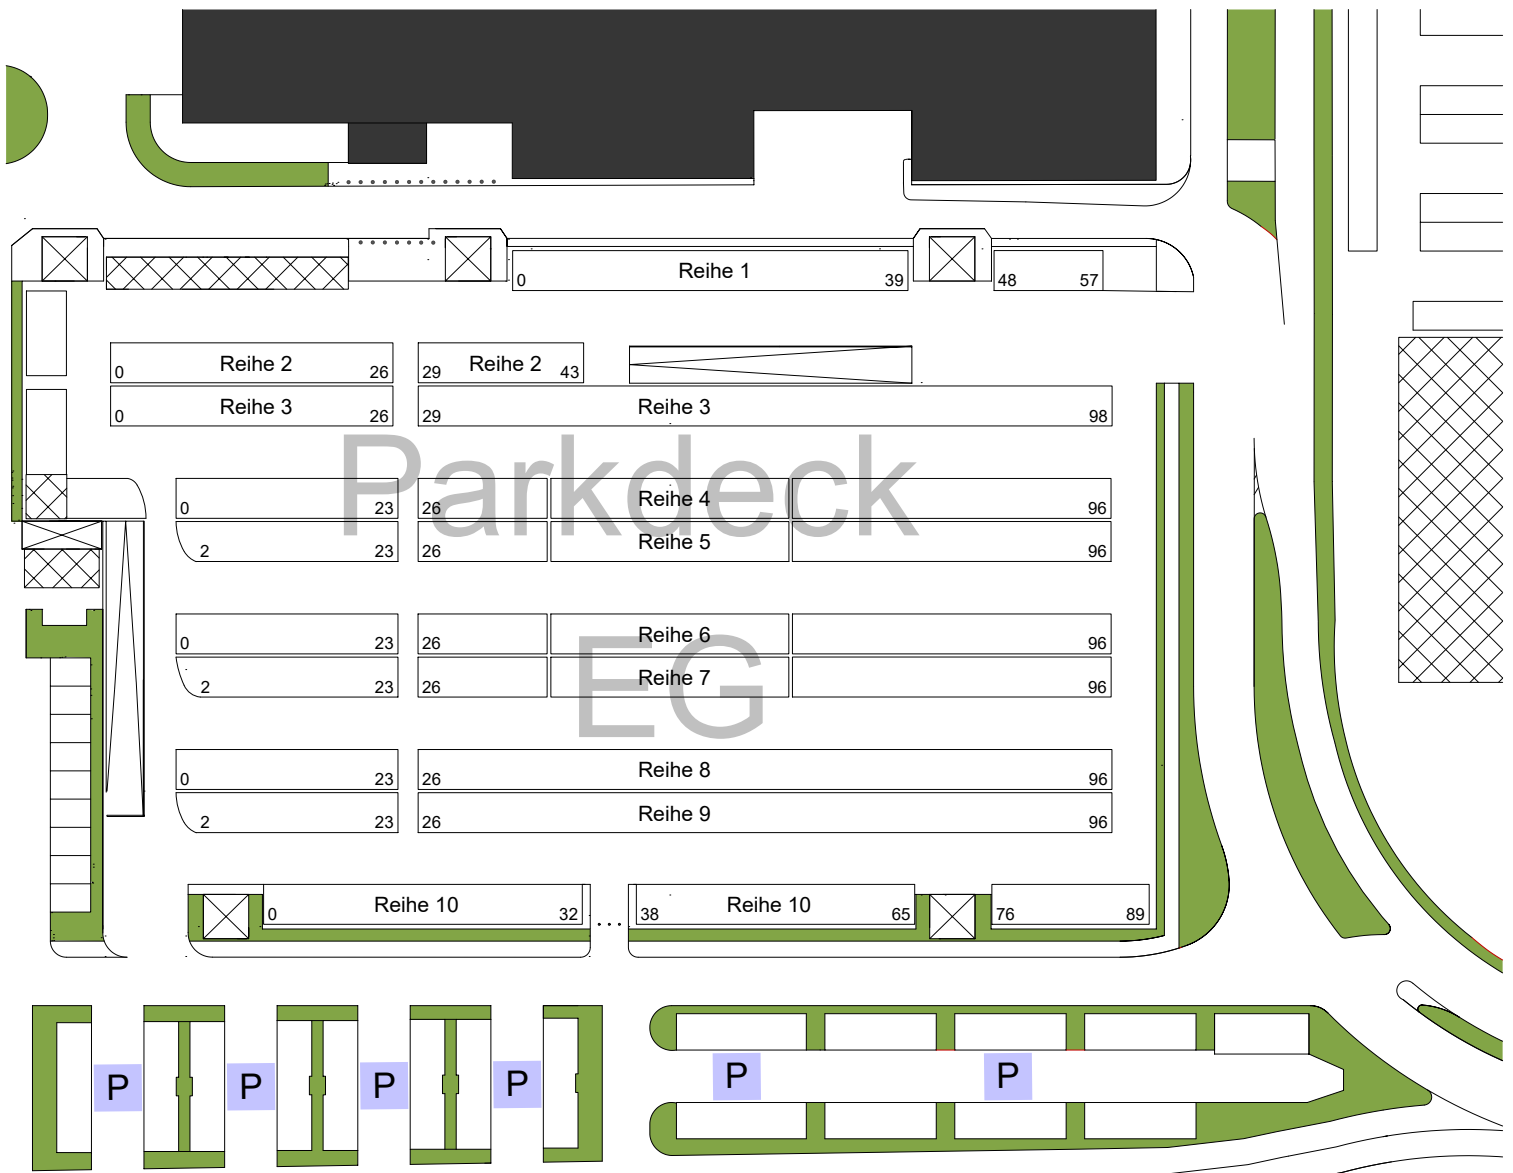 Reihe 1
0 39 48 57
Reihe 2 Reihe 2
0 26 29 43
Reihe 3 Reihe 3
0 26 29 98
Parkdeck
Reihe 4
0 23 26 96
Reihe 5
2 23 26 96
Reihe 6
0 23 26 96
EG
Reihe 7
2 23 26 96
Reihe 8
0 23 26 96
Reihe 9
2 23 26 96
Reihe 10 Reihe 10
0 32 38 65 76 89
P P P P P P